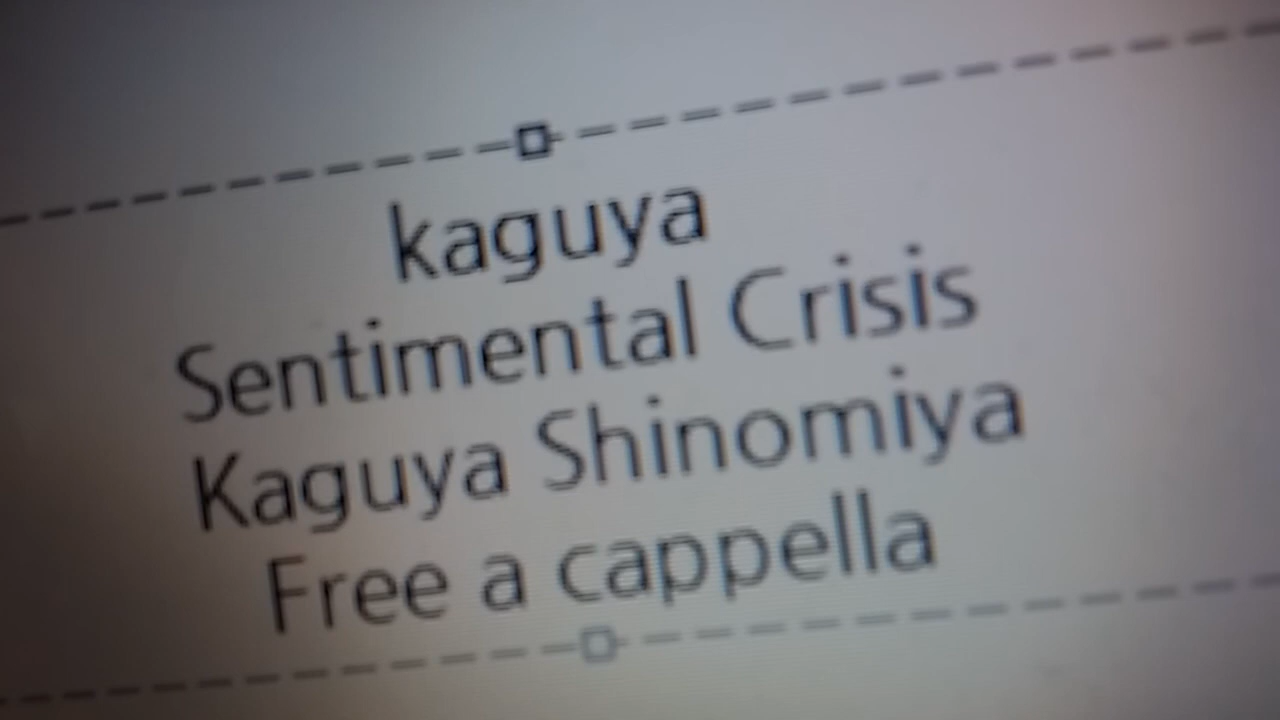 kaguya
Sentimental Crisis
Kaguya Shinomiya
Free a cappella